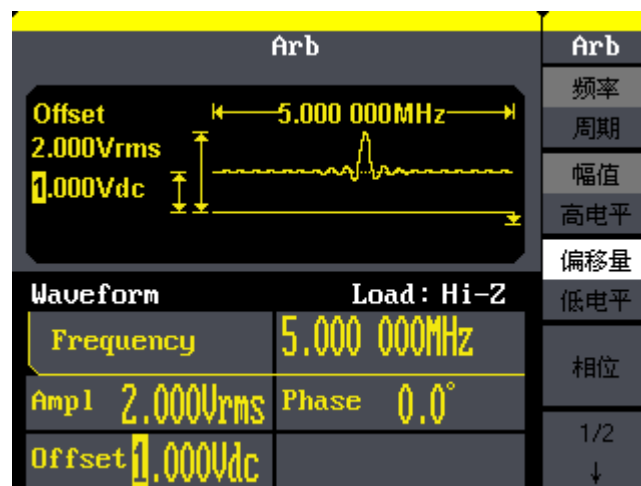 Arb
Offset
5.000 000MHz
2.000Vrms
1.000Vdc
Waveform
Load: Hi-Z
Frequency
5.000 000MHz
Ampl 2.000Vrms
Phase 0.0°
Offset 1.000Vdc
Arb
频率
周期
幅值
高电平
偏移量
低电平
相位
1/2
↓